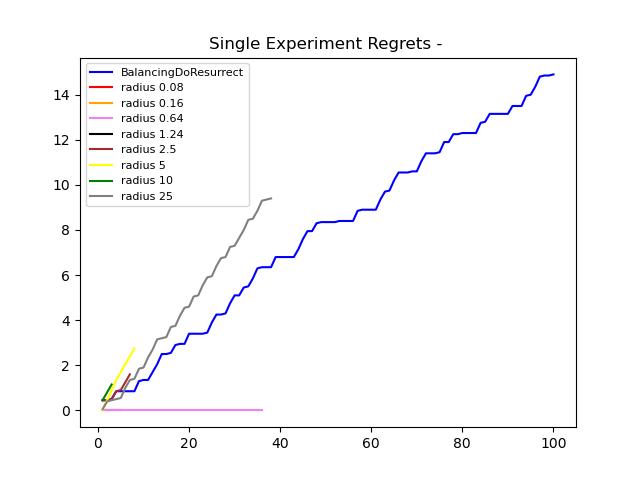 Single Experiment Regrets -
BalancingDoResurrect
radius 0.08
radius 0.16
radius 0.64
radius 1.24
radius 2.5
radius 5
radius 10
radius 25
14
12
10
8
6
4
2
0
0 20 40 60 80 100